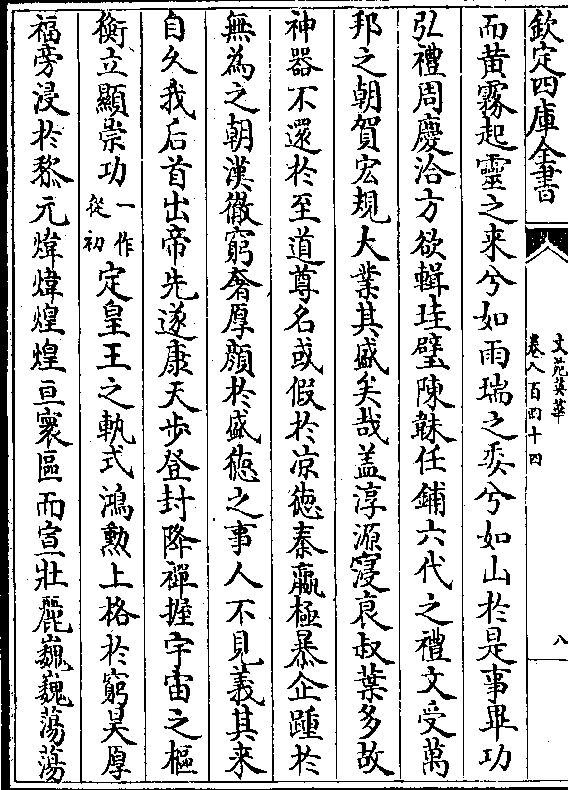 欽定四庫全書
文苑英華
卷八百四十四
八
而黄霧起靈之来兮如雨瑞之委兮如山於是事畢功
弘禮周慶洽方欲輯珪璧陳韎任鋪六代之禮文受萬
邦之朝賀宏規大業其盛矣哉盖淳源寖衰叔葉多故
神器不還於至道尊名或假於凉徳秦嬴極暴企踵於
無為之朝漢徹窮奢厚顔於盛徳之事人不見義其来
自久我后首出帝先遂康天歩登封降禪握宇宙之樞
衡立顯崇功一作從初定皇王之軌式鴻勲上格於窮昊厚
福旁浸於黎元煒煒煌煌亘寰區而宣壯麗巍巍蕩蕩